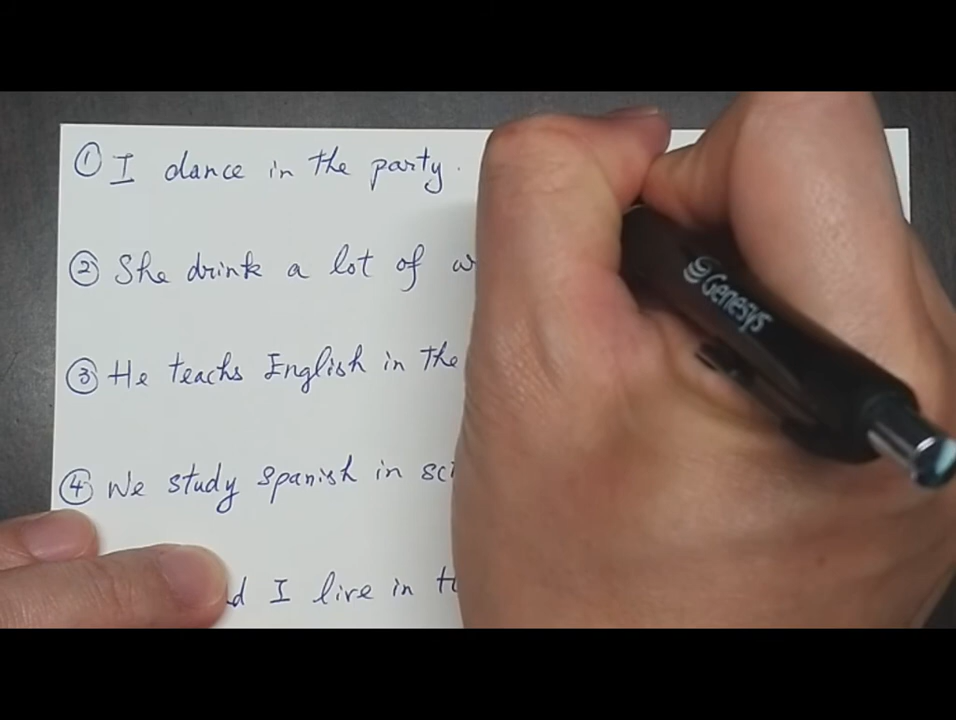 ① I dance in the party.
② She drink a lot of
③ He teachs English in the
④ We study Spanish in
I live in
Genesys